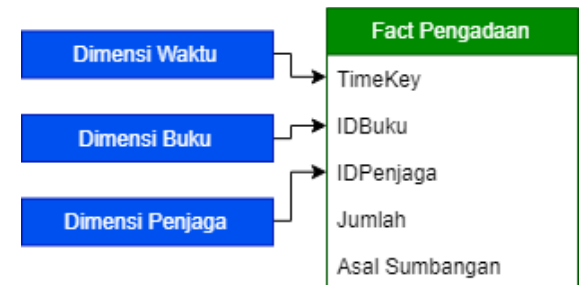 Dimensi Waktu
Dimensi Buku
Dimensi Penjaga
Fact Pengadaan
TimeKey
IDBuku
IDPenjaga
Jumlah
Asal Sumbangan